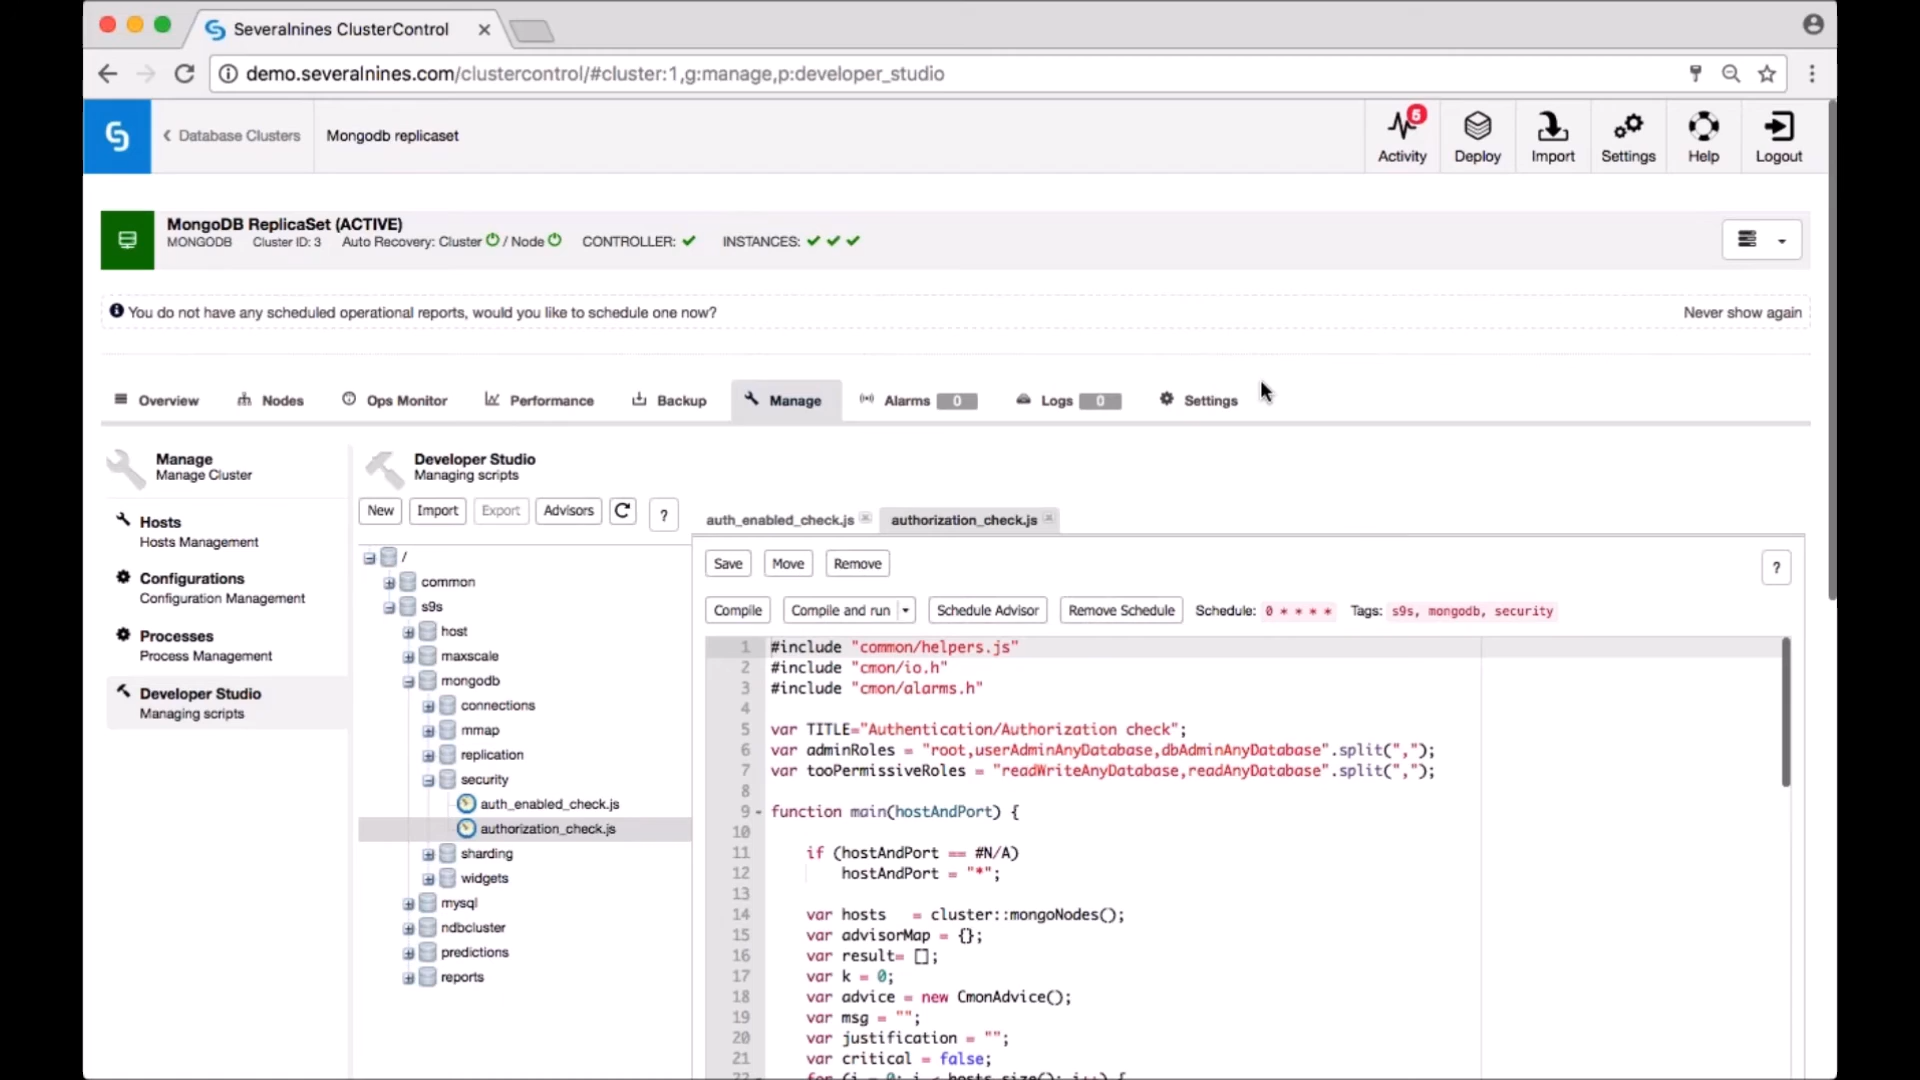 Severalnines ClusterControl
demo.severalnines.com/clustercontrol/#cluster:1,g:manage,p:developer_studio
Database Clusters
Mongodb replicaset
6
Activity
Deploy
Import
Settings
Help
Logout
MongoDB ReplicaSet (ACTIVE)
MONGODB Cluster ID: 3 Auto Recovery: Cluster / Node CONTROLLER: ✔ INSTANCES: ✔ ✔ ✔
You do not have any scheduled operational reports, would you like to schedule one now?
Never show again
Overview
Nodes
Ops Monitor
Performance
Backup
Manage
Alarms 0
Logs 0
Settings
Manage
Manage Cluster
Hosts
Hosts Management
Configurations
Configuration Management
Processes
Process Management
Developer Studio
Managing scripts
Developer Studio
Managing scripts
New
Import
Export
Advisors
?
/
common
s9s
host
maxscale
mongodb
connections
mmap
replication
security
auth_enabled_check.js
authorization_check.js
sharding
widgets
mysql
ndbcluster
predictions
reports
auth_enabled_check.js
authorization_check.js
Save
Move
Remove
?
Compile
Compile and run
Schedule Advisor
Remove Schedule
Schedule: 0 * * * *
Tags: s9s, mongodb, security
1 #include "common/helpers.js"
2 #include "cmon/io.h"
3 #include "cmon/alarms.h"
4
5 var TITLE="Authentication/Authorization check";
6 var adminRoles = "root,userAdminAnyDatabase,dbAdminAnyDatabase".split(",");
7 var tooPermissiveRoles = "readWriteAnyDatabase,readAnyDatabase".split(",");
8
9 function main(hostAndPort) {
10
11 if (hostAndPort == #N/A)
12 hostAndPort = "*";
13
14 var hosts = cluster::mongoNodes();
15 var advisorMap = {};
16 var result= [];
17 var k = 0;
18 var advice = new CmonAdvice();
19 var msg = "";
20 var justification = "";
21 var critical = false;
22 for (i = 0; i < hosts.size(); i++) {